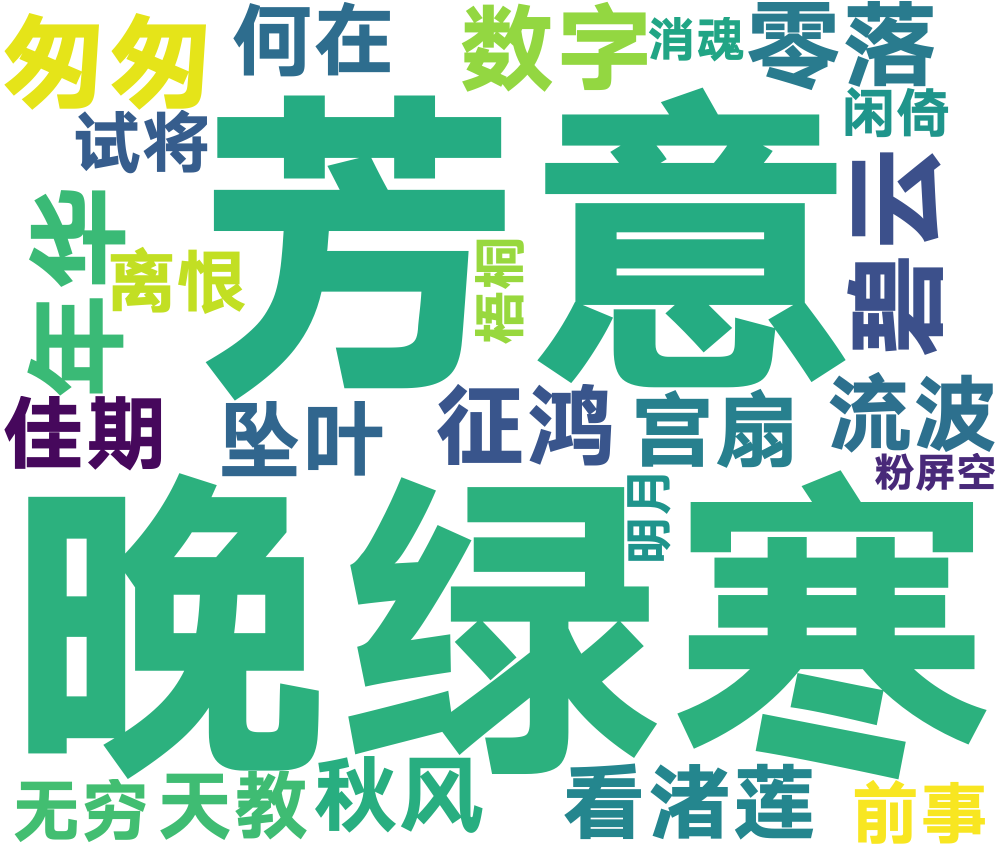 匆匆
何在
数字
消魂
零落
闲倚
试将
芳意
碧云
年华
离恨
梧桐
佳期
坠叶
征鸿
宫扇
流波
粉屏空
晚绿寒
明月
无穷
天教
秋风
看渚莲
前事